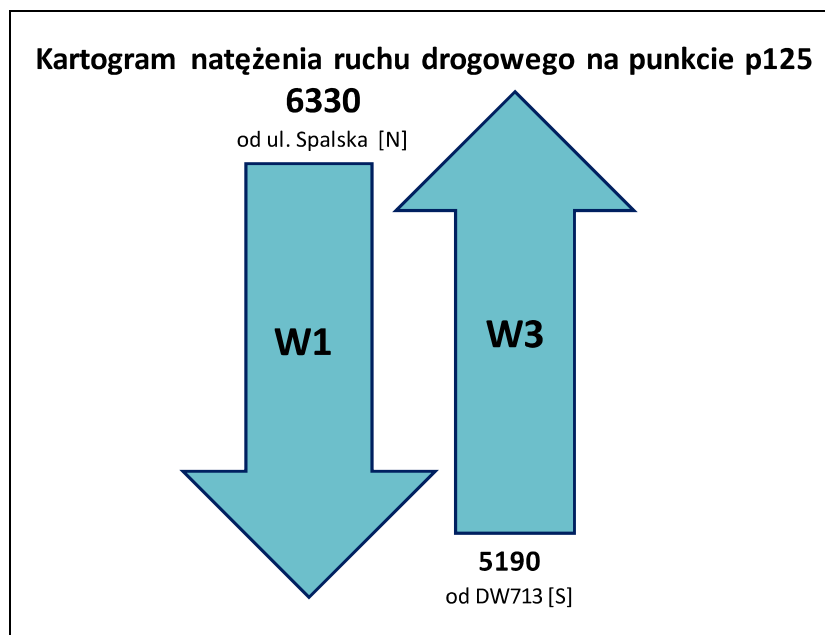 Kartogram natężenia ruchu drogowego na punkcie p125
6330
od ul. Spalska [N]
W1
W3
5190
od DW713 [S]